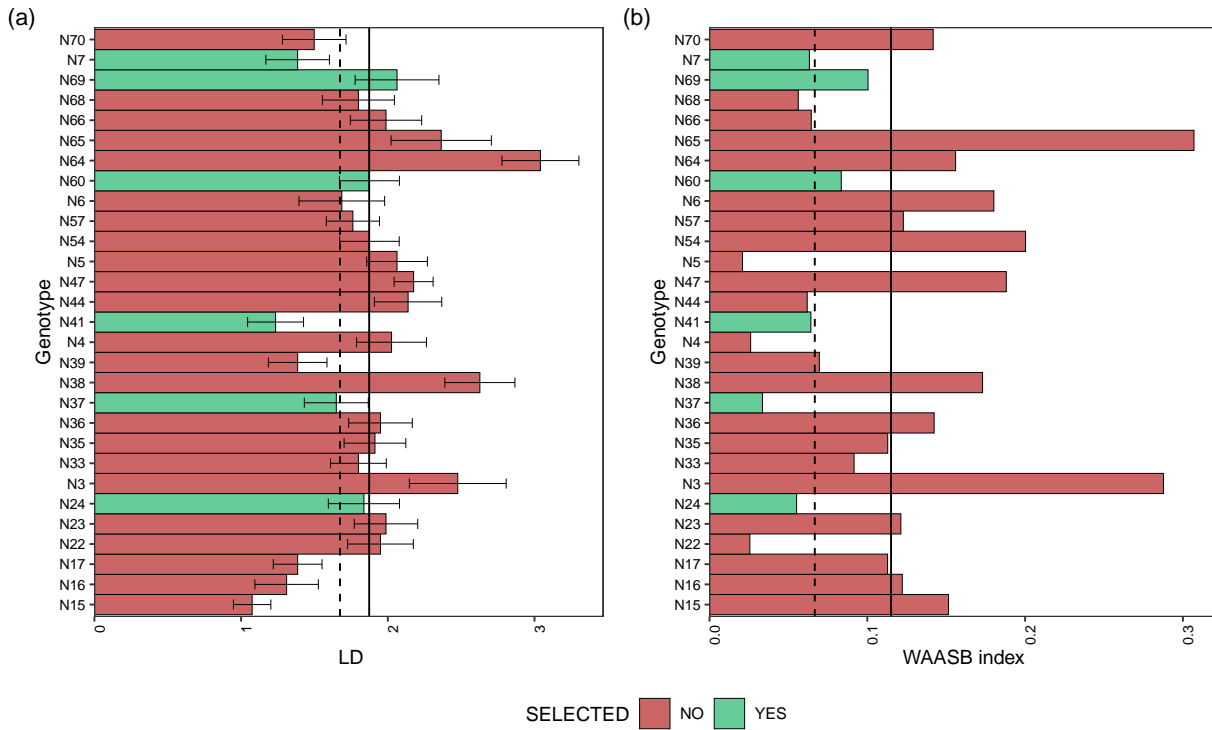 (a)
Genotype
N70
N7
N69
N68
N66
N65
N64
N60
N6
N57
N54
N5
N47
N44
N41
N4
N39
N38
N37
N36
N35
N33
N3
N24
N23
N22
N17
N16
N15
0 1 2 3
LD
(b)
Genotype
N70
N7
N69
N68
N66
N65
N64
N60
N6
N57
N54
N5
N47
N44
N41
N4
N39
N38
N37
N36
N35
N33
N3
N24
N23
N22
N17
N16
N15
0.0 0.1 0.2 0.3
WAASB index
SELECTED NO YES